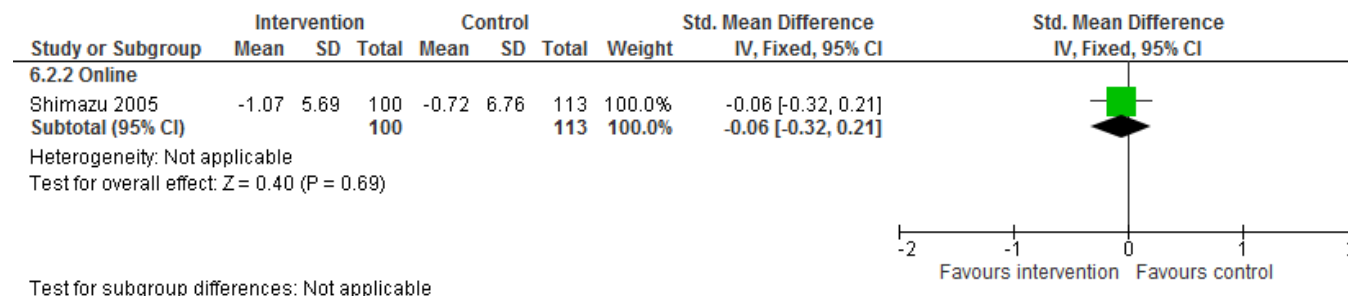 Intervention Control Std. Mean Difference Std. Mean Difference
Study or Subgroup Mean SD Total Mean SD Total Weight IV, Fixed, 95% CI IV, Fixed, 95% CI
6.2.2 Online
Shimazu 2005 -1.07 5.69 100 -0.72 6.76 113 100.0% -0.06 [-0.32, 0.21]
Subtotal (95% CI) 100 113 100.0% -0.06 [-0.32, 0.21]
Heterogeneity: Not applicable
Test for overall effect: Z = 0.40 (P = 0.69)
-2 -1 0 1
Favours intervention Favours control
Test for subgroup differences: Not applicable